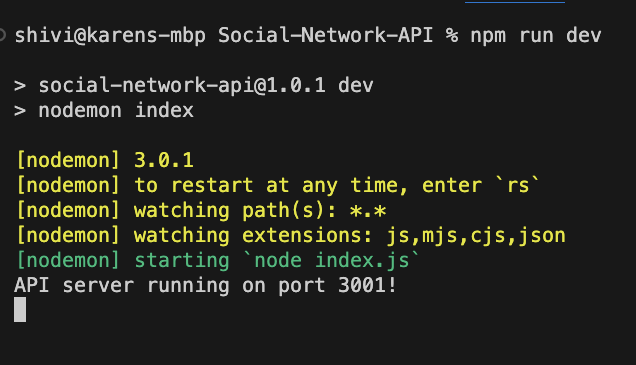 shivi@karens-mbp Social-Network-API % npm run dev
> social-network-api@1.0.1 dev
> nodemon index
[nodemon] 3.0.1
[nodemon] to restart at any time, enter `rs`
[nodemon] watching path(s): *.*
[nodemon] watching extensions: js,mjs,cjs,json
[nodemon] starting `node index.js`
API server running on port 3001!